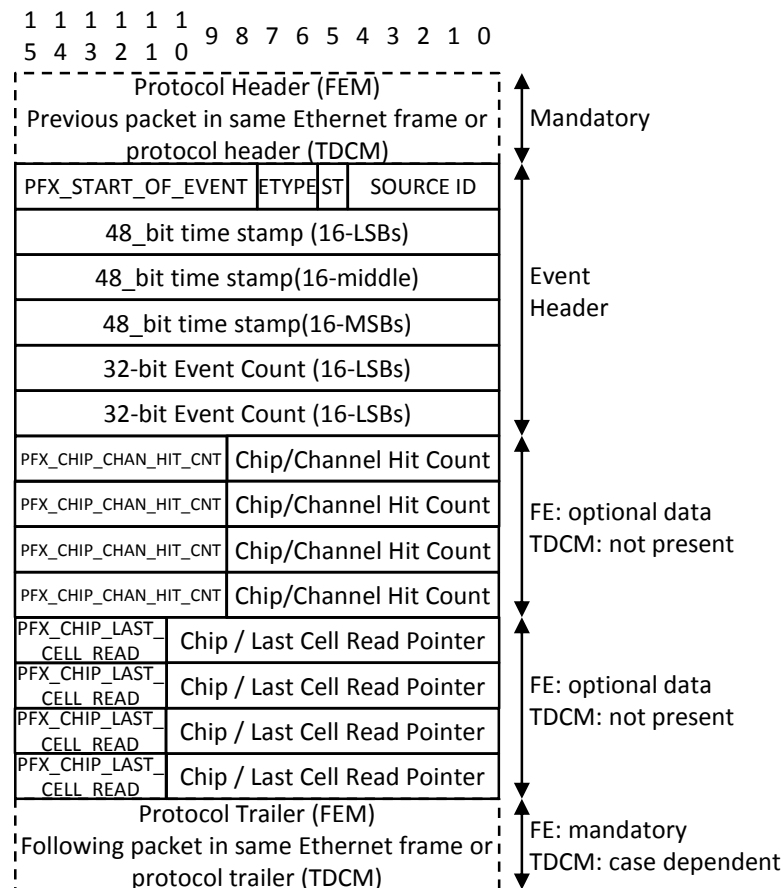 1 1 1 1 1 1 9 8 7 6 5 4 3 2 1 0
5 4 3 2 1 0
Protocol Header (FEM)
Previous packet in same Ethernet frame or
protocol header (TDCM)
Mandatory
PFX_START_OF_EVENT ETYPE ST SOURCE ID
48_bit time stamp (16-LSBs)
48_bit time stamp(16-middle)
48_bit time stamp(16-MSBs)
32-bit Event Count (16-LSBs)
32-bit Event Count (16-LSBs)
Event
Header
PFX_CHIP_CHAN_HIT_CNT Chip/Channel Hit Count
PFX_CHIP_CHAN_HIT_CNT Chip/Channel Hit Count
PFX_CHIP_CHAN_HIT_CNT Chip/Channel Hit Count
PFX_CHIP_CHAN_HIT_CNT Chip/Channel Hit Count
FE: optional data
TDCM: not present
PFX_CHIP_LAST_
CELL_READ
Chip / Last Cell Read Pointer
PFX_CHIP_LAST_
CELL_READ
Chip / Last Cell Read Pointer
PFX_CHIP_LAST_
CELL_READ
Chip / Last Cell Read Pointer
PFX_CHIP_LAST_
CELL_READ
Chip / Last Cell Read Pointer
FE: optional data
TDCM: not present
Protocol Trailer (FEM)
Following packet in same Ethernet frame or
protocol trailer (TDCM)
FE: mandatory
TDCM: case dependent